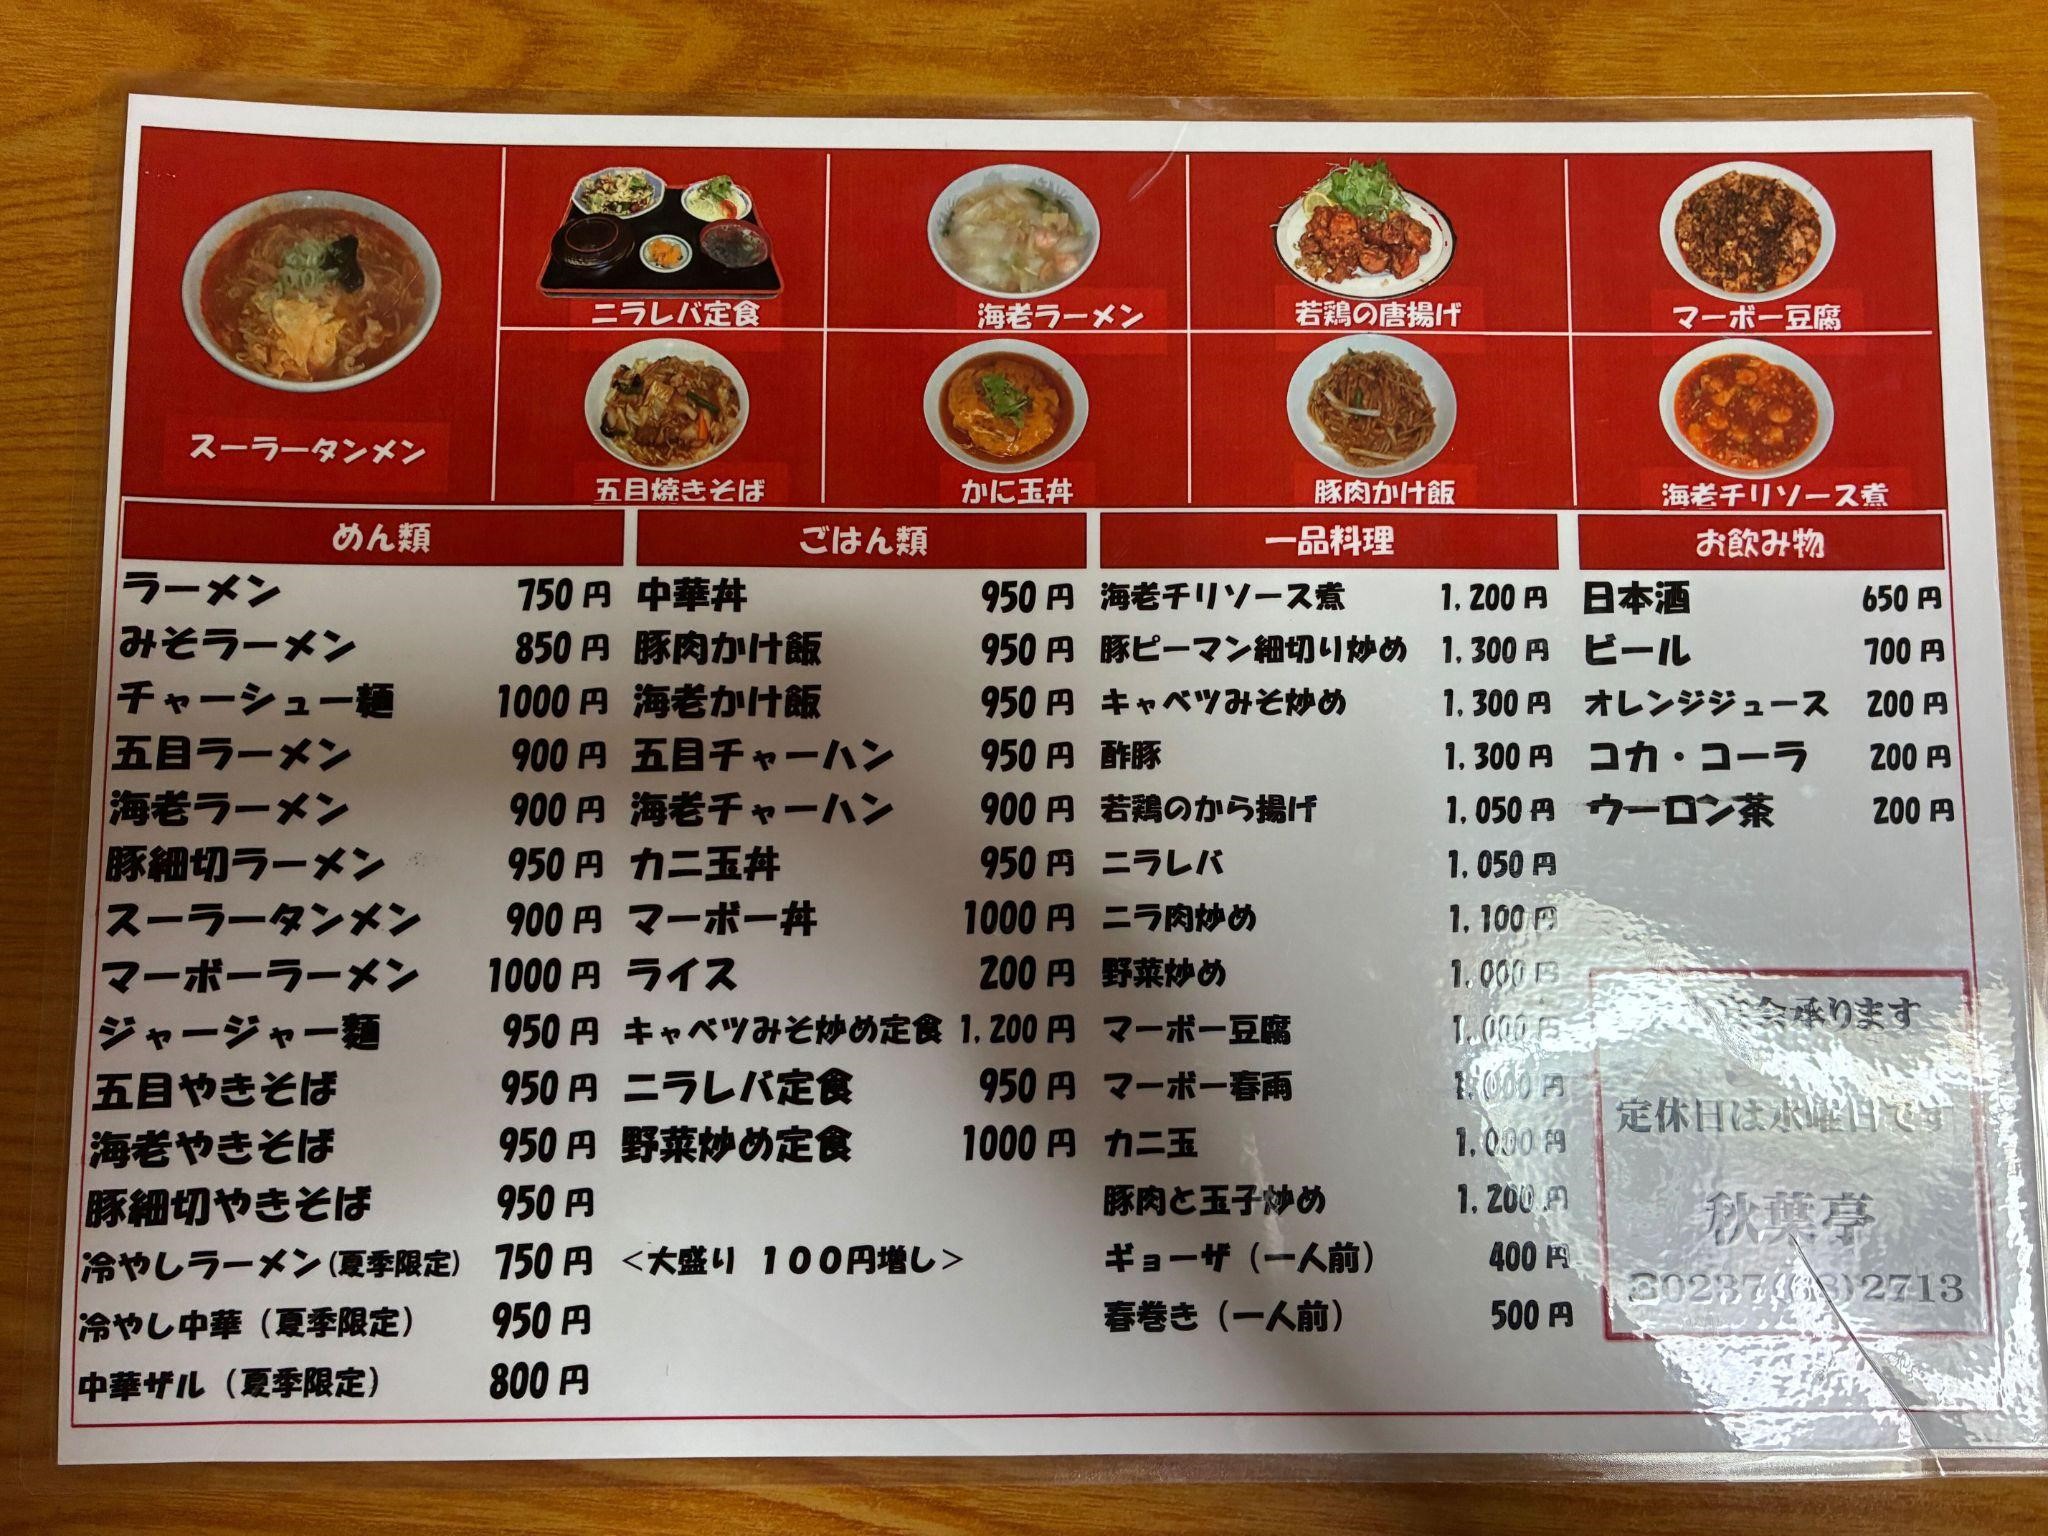 スーラータンメン
ニラレバ定食
海老ラーメン
若鶏の唐揚げ
マーボー豆腐
五目焼きそば
かに玉丼
豚肉かけ飯
海老チリソース煮
めん類
ラーメン 750円
みそラーメン 850円
チャーシュー麺 1000円
五目ラーメン 900円
海老ラーメン 900円
豚細切ラーメン 950円
スーラータンメン 900円
マーボーラーメン 1000円
ジャージャー麺 950円
五目やきそば 950円
海老やきそば 950円
豚細切やきそば 950円
冷やしラーメン(夏季限定) 750円
冷やし中華（夏季限定） 950円
中華ザル（夏季限定） 800円
ごはん類
中華丼 950円
豚肉かけ飯 950円
海老かけ飯 950円
五目チャーハン 950円
海老チャーハン 900円
カニ玉丼 950円
マーボー丼 1000円
ライス 200円
キャベツみそ炒め定食 1,200円
ニラレバ定食 950円
野菜炒め定食 1000円
＜大盛り １００円増し＞
一品料理
海老チリソース煮 1,200円
豚ピーマン細切り炒め 1,300円
キャベツみそ炒め 1,300円
酢豚 1,300円
若鶏のから揚げ 1,050円
ニラレバ 1,050円
ニラ肉炒め 1,100円
野菜炒め 1,000円
マーボー豆腐 1,000円
マーボー春雨 1,000円
カニ玉 1,000円
豚肉と玉子炒め 1,200円
ギョーザ（一人前） 400円
春巻き（一人前） 500円
お飲み物
日本酒 650円
ビール 700円
オレンジジュース 200円
コカ・コーラ 200円
ウーロン茶 200円
宴会承ります
定休日は水曜日です
秋葉亭